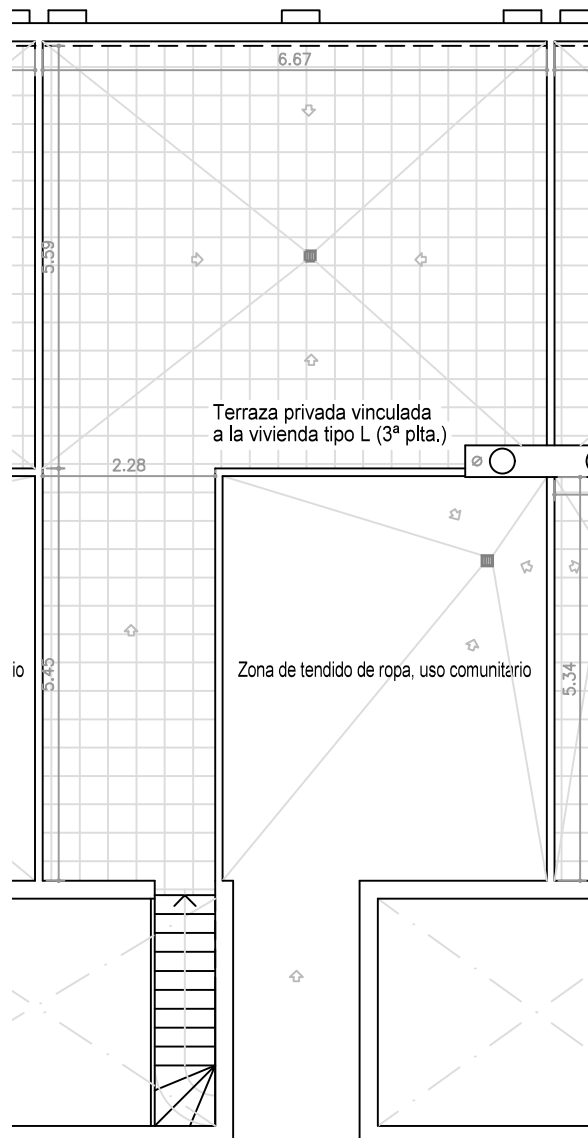 6.67
5.59
Terraza privada vinculada
a la vivienda tipo L (3ª plta.)
2.28
io
5.45
Zona de tendido de ropa, uso comunitario
5.34